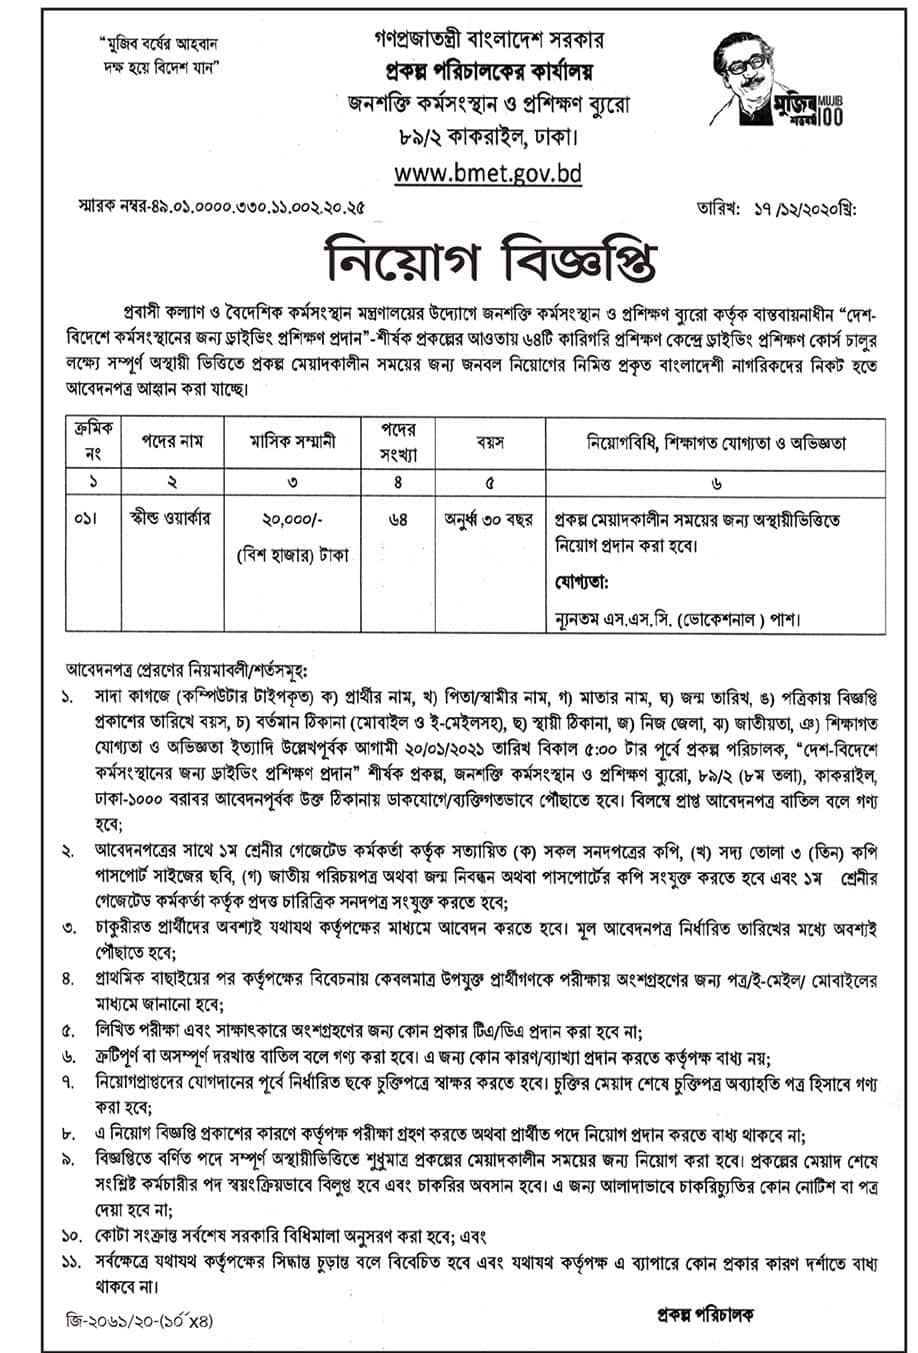 “মুজিব বর্ষের আহবান
দক্ষ হয়ে বিদেশ যান”
গণপ্রজাতন্ত্রী বাংলাদেশ সরকার
প্রকল্প পরিচালকের কার্যালয়
জনশক্তি কর্মসংস্থান ও প্রশিক্ষণ ব্যুরো
৮৯/২ কাকরাইল, ঢাকা।
www.bmet.gov.bd
মুজিব MUJIB
শতবর্ষ 100
স্মারক নম্বর-৪৯.০১.০০০০.৩৩০.১১.০০২.২০.২৫
তারিখ: ১৭ /১২/২০২০খ্রি:
নিয়োগ বিজ্ঞপ্তি
প্রবাসী কল্যাণ ও বৈদেশিক কর্মসংস্থান মন্ত্রণালয়ের উদ্যোগে জনশক্তি কর্মসংস্থান ও প্রশিক্ষণ ব্যুরো কর্তৃক বাস্তবায়নাধীন “দেশ-
বিদেশে কর্মসংস্থানের জন্য ড্রাইভিং প্রশিক্ষণ প্রদান”-শীর্ষক প্রকল্পের আওতায় ৬৪টি কারিগরি প্রশিক্ষণ কেন্দ্রে ড্রাইভিং প্রশিক্ষণ কোর্স চালুর
লক্ষ্যে সম্পূর্ণ অস্থায়ী ভিত্তিতে প্রকল্প মেয়াদকালীন সময়ের জন্য জনবল নিয়োগের নিমিত্ত প্রকৃত বাংলাদেশী নাগরিকদের নিকট হতে
আবেদনপত্র আহ্বান করা যাচ্ছে।
ক্রমিক নং | পদের নাম | মাসিক সম্মানী | পদের সংখ্যা | বয়স | নিয়োগবিধি, শিক্ষাগত যোগ্যতা ও অভিজ্ঞতা
১ | ২ | ৩ | ৪ | ৫ | ৬
০১। | স্কীল্ড ওয়ার্কার | ২০,০০০/- | ৬৪ | অনুর্ধ্ব ৩০ বছর | প্রকল্প মেয়াদকালীন সময়ের জন্য অস্থায়ীভিত্তিতে
নিয়োগ প্রদান করা হবে।
(বিশ হাজার) টাকা
যোগ্যতা:
ন্যূনতম এস.এস.সি. (ভোকেশনাল ) পাশ।
আবেদনপত্র প্রেরণের নিয়মাবলী/শর্তসমূহ:
১. সাদা কাগজে (কম্পিউটার টাইপকৃত) ক) প্রার্থীর নাম, খ) পিতা/স্বামীর নাম, গ) মাতার নাম, ঘ) জন্ম তারিখ, ঙ) পত্রিকায় বিজ্ঞপ্তি
প্রকাশের তারিখে বয়স, চ) বর্তমান ঠিকানা (মোবাইল ও ই-মেইলসহ), ছ) স্থায়ী ঠিকানা, জ) নিজ জেলা, ঝ) জাতীয়তা, ঞ) শিক্ষাগত
যোগ্যতা ও অভিজ্ঞতা ইত্যাদি উল্লেখপূর্বক আগামী ২০/০১/২০২১ তারিখ বিকাল ৫:০০ টার পূর্বে প্রকল্প পরিচালক, “দেশ-বিদেশে
কর্মসংস্থানের জন্য ড্রাইভিং প্রশিক্ষণ প্রদান” শীর্ষক প্রকল্প, জনশক্তি কর্মসংস্থান ও প্রশিক্ষণ ব্যুরো, ৮৯/২ (৮ম তলা), কাকরাইল,
ঢাকা-১০০০ বরাবর আবেদনপূর্বক উক্ত ঠিকানায় ডাকযোগে/ব্যক্তিগতভাবে পৌঁছাতে হবে। বিলম্বে প্রাপ্ত আবেদনপত্র বাতিল বলে গণ্য
হবে;
২. আবেদনপত্রের সাথে ১ম শ্রেনীর গেজেটেড কর্মকর্তা কর্তৃক সত্যায়িত (ক) সকল সনদপত্রের কপি, (খ) সদ্য তোলা ৩ (তিন) কপি
পাসপোর্ট সাইজের ছবি, (গ) জাতীয় পরিচয়পত্র অথবা জন্ম নিবন্ধন অথবা পাসপোর্টের কপি সংযুক্ত করতে হবে এবং ১ম শ্রেনীর
গেজেটেড কর্মকর্তা কর্তৃক প্রদত্ত চারিত্রিক সনদপত্র সংযুক্ত করতে হবে;
৩. চাকুরীরত প্রার্থীদের অবশ্যই যথাযথ কর্তৃপক্ষের মাধ্যমে আবেদন করতে হবে। মূল আবেদনপত্র নির্ধারিত তারিখের মধ্যে অবশ্যই
পৌঁছাতে হবে;
৪. প্রাথমিক বাছাইয়ের পর কর্তৃপক্ষের বিবেচনায় কেবলমাত্র উপযুক্ত প্রার্থীগণকে পরীক্ষায় অংশগ্রহণের জন্য পত্র/ই-মেইল/ মোবাইলের
মাধ্যমে জানানো হবে;
৫. লিখিত পরীক্ষা এবং সাক্ষাৎকারে অংশগ্রহণের জন্য কোন প্রকার টিএ/ডিএ প্রদান করা হবে না;
৬. ত্রুটিপূর্ণ বা অসম্পূর্ণ দরখাস্ত বাতিল বলে গণ্য করা হবে। এ জন্য কোন কারণ/ব্যাখ্যা প্রদান করতে কর্তৃপক্ষ বাধ্য নয়;
৭. নিয়োগপ্রাপ্তদের যোগদানের পূর্বে নির্ধারিত ছকে চুক্তিপত্রে স্বাক্ষর করতে হবে। চুক্তির মেয়াদ শেষে চুক্তিপত্র অব্যাহতি পত্র হিসাবে গণ্য
করা হবে;
৮. এ নিয়োগ বিজ্ঞপ্তি প্রকাশের কারণে কর্তৃপক্ষ পরীক্ষা গ্রহণ করতে অথবা প্রার্থীত পদে নিয়োগ প্রদান করতে বাধ্য থাকবে না;
৯. বিজ্ঞপ্তিতে বর্ণিত পদে সম্পূর্ণ অস্থায়ীভিত্তিতে শুধুমাত্র প্রকল্পের মেয়াদকালীন সময়ের জন্য নিয়োগ করা হবে। প্রকল্পের মেয়াদ শেষে
সংশ্লিষ্ট কর্মচারীর পদ স্বয়ংক্রিয়ভাবে বিলুপ্ত হবে এবং চাকরির অবসান হবে। এ জন্য আলাদাভাবে চাকরিচ্যুতির কোন নোটিশ বা পত্র
দেয়া হবে না;
১০. কোটা সংক্রান্ত সর্বশেষ সরকারি বিধিমালা অনুসরণ করা হবে; এবং
১১. সর্বক্ষেত্রে যথাযথ কর্তৃপক্ষের সিদ্ধান্ত চুড়ান্ত বলে বিবেচিত হবে এবং যথাযথ কর্তৃপক্ষ এ ব্যাপারে কোন প্রকার কারণ দর্শাতে বাধ্য
থাকবে না।
প্রকল্প পরিচালক
জি-২০৬১/২০-(১০˝x৪)